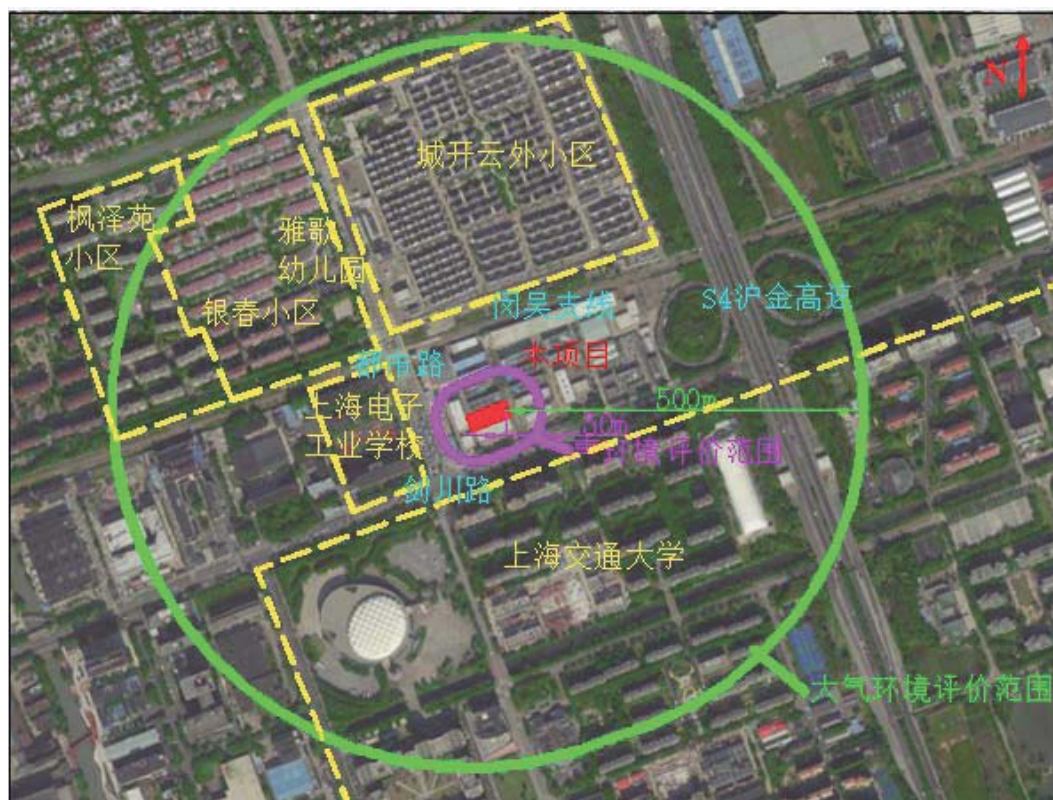 N
城开云外小区
枫泽苑
小区
雅歌
幼儿园
银春小区
闵吴支线
S4沪金高速
本项目
都市路
500m
上海电子
工业学校
50m
声环境评价范围
剑川路
上海交通大学
大气环境评价范围